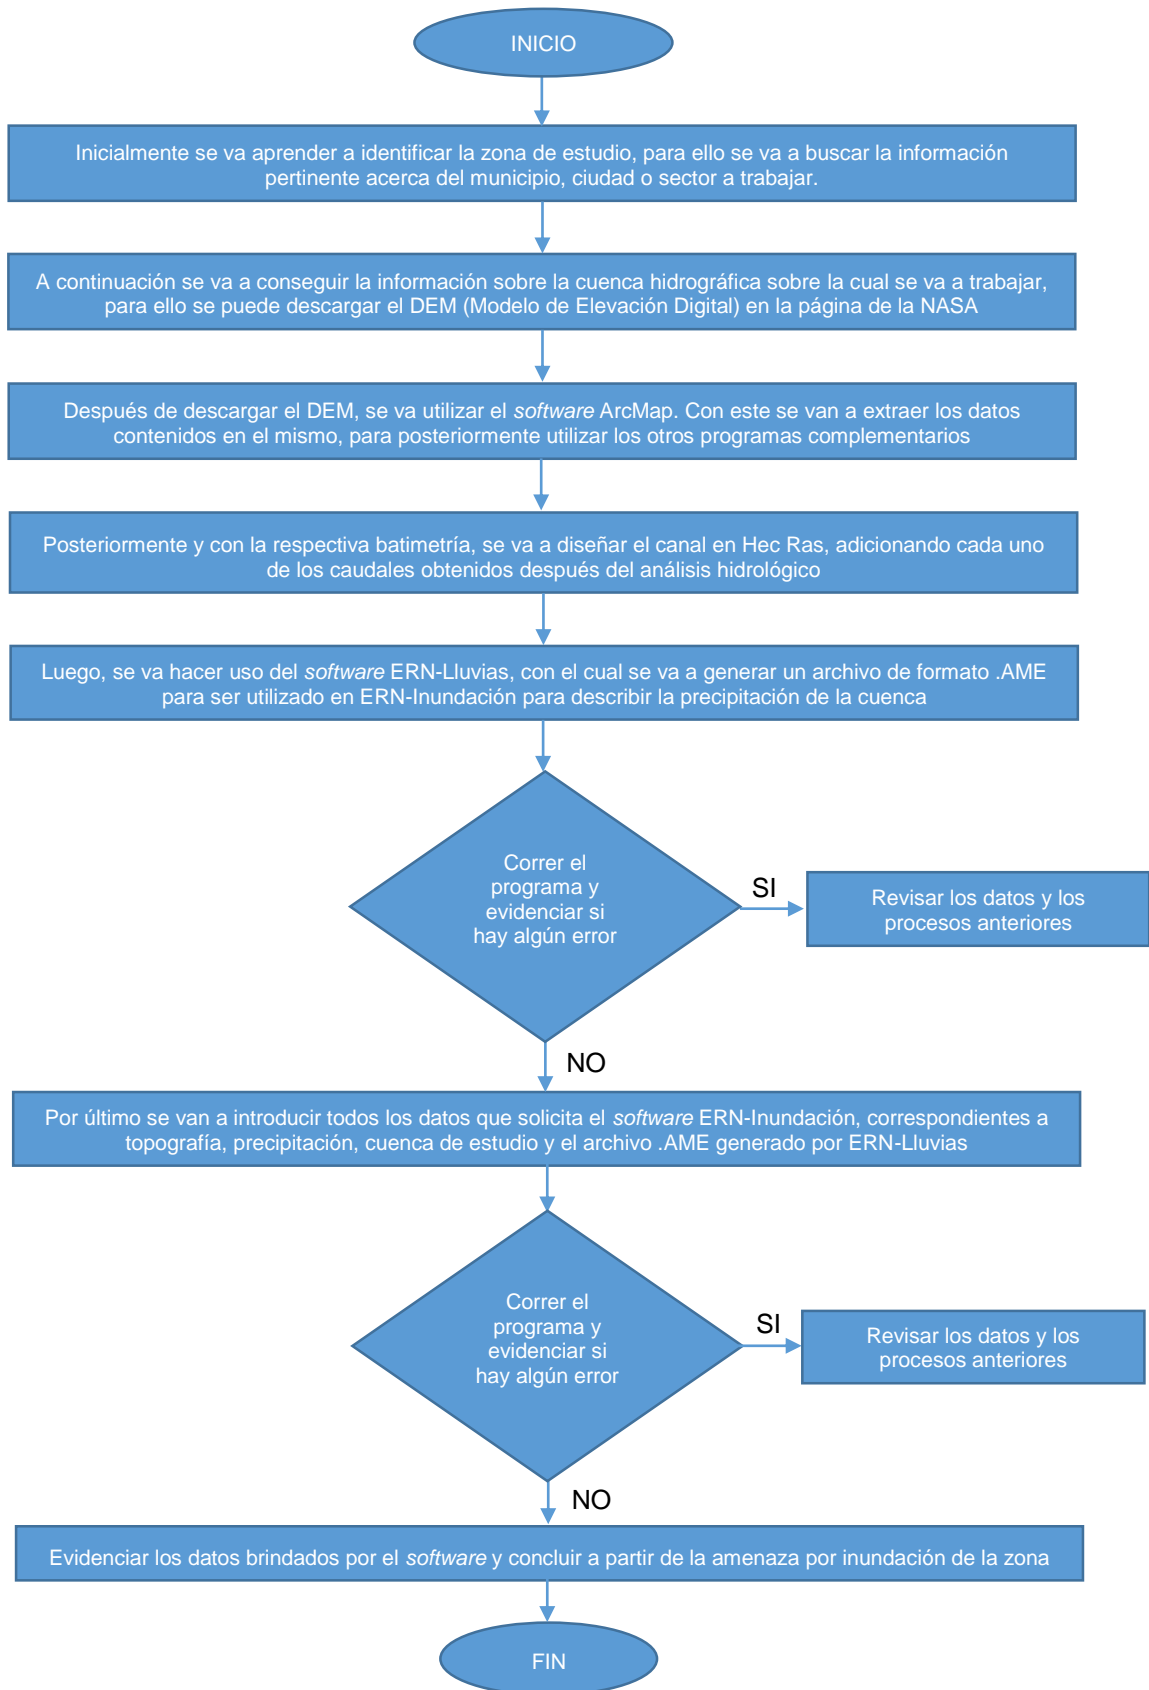 INICIO
Inicialmente se va aprender a identificar la zona de estudio, para ello se va a buscar la información
pertinente acerca del municipio, ciudad o sector a trabajar.
A continuación se va a conseguir la información sobre la cuenca hidrográfica sobre la cual se va a trabajar,
para ello se puede descargar el DEM (Modelo de Elevación Digital) en la página de la NASA
Después de descargar el DEM, se va utilizar el software ArcMap. Con este se van a extraer los datos
contenidos en el mismo, para posteriormente utilizar los otros programas complementarios
Posteriormente y con la respectiva batimetría, se va a diseñar el canal en Hec Ras, adicionando cada uno
de los caudales obtenidos después del análisis hidrológico
Luego, se va hacer uso del software ERN-Lluvias, con el cual se va a generar un archivo de formato .AME
para ser utilizado en ERN-Inundación para describir la precipitación de la cuenca
Correr el
programa y
evidenciar si
hay algún error
SI
Revisar los datos y los
procesos anteriores
NO
Por último se van a introducir todos los datos que solicita el software ERN-Inundación, correspondientes a
topografía, precipitación, cuenca de estudio y el archivo .AME generado por ERN-Lluvias
Correr el
programa y
evidenciar si
hay algún error
SI
Revisar los datos y los
procesos anteriores
NO
Evidenciar los datos brindados por el software y concluir a partir de la amenaza por inundación de la zona
FIN